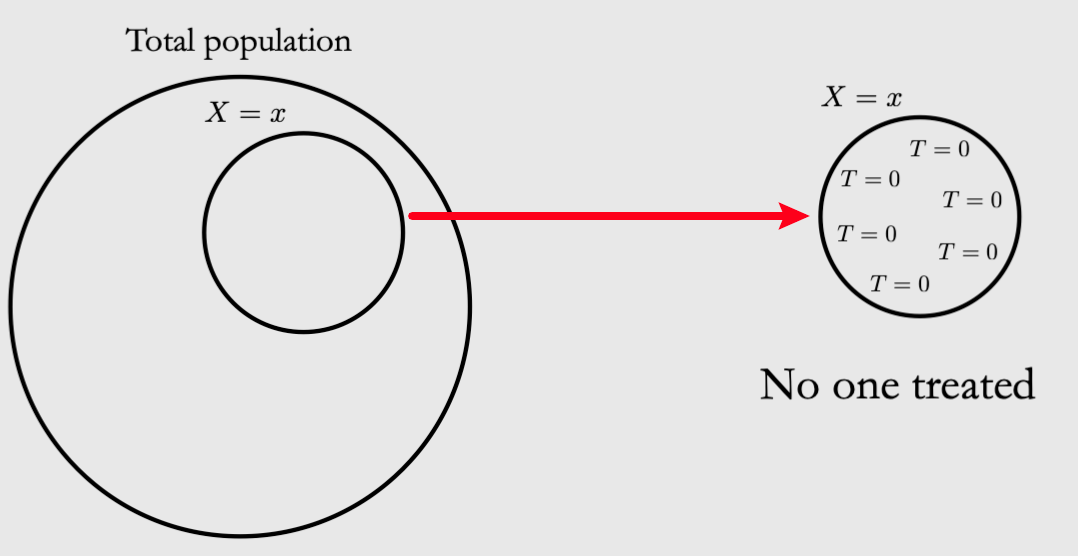 Total population
X = x
X = x
T = 0
T = 0
T = 0
T = 0
T = 0
T = 0
No one treated